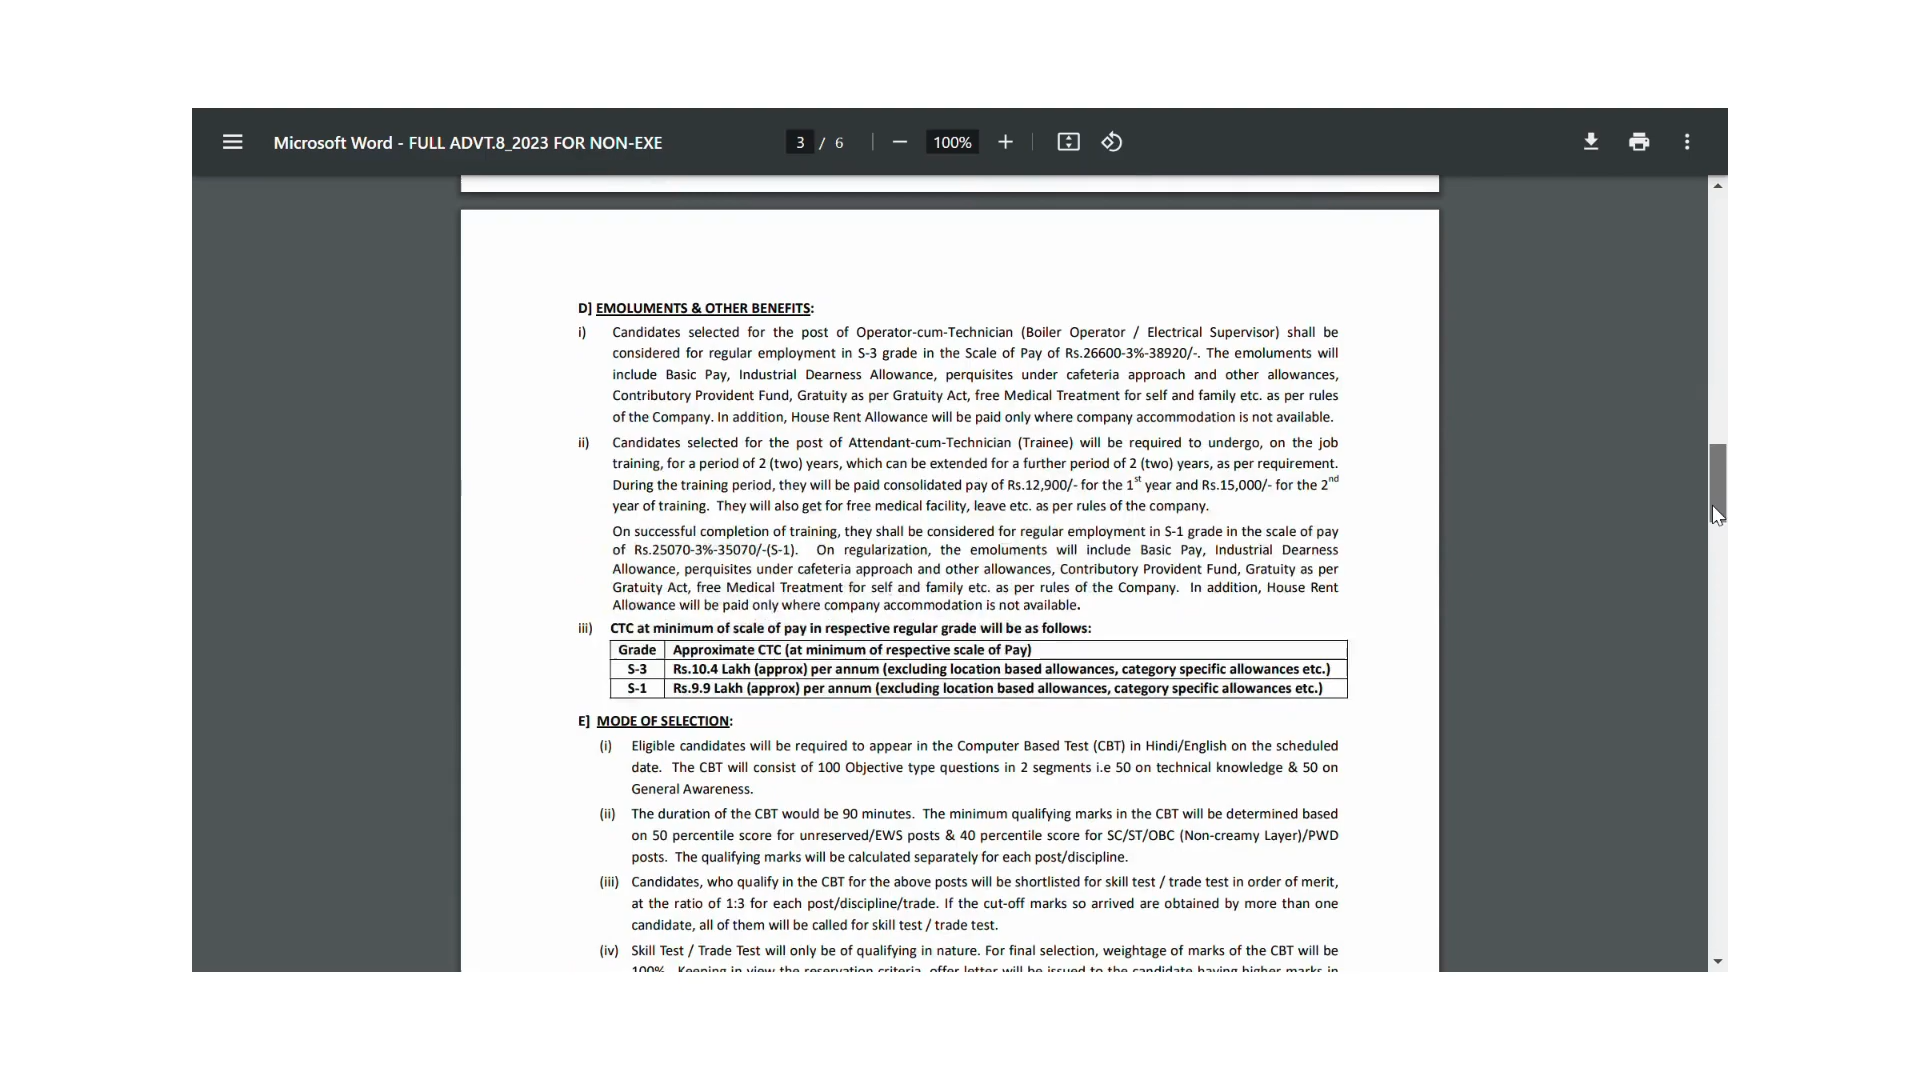 Microsoft Word - FULL ADVT.8_2023 FOR NON-EXE
3 / 6
100%
D] EMOLUMENTS & OTHER BENEFITS:
i) Candidates selected for the post of Operator-cum-Technician (Boiler Operator / Electrical Supervisor) shall be
considered for regular employment in S-3 grade in the Scale of Pay of Rs.26600-3%-38920/-. The emoluments will
include Basic Pay, Industrial Dearness Allowance, perquisites under cafeteria approach and other allowances,
Contributory Provident Fund, Gratuity as per Gratuity Act, free Medical Treatment for self and family etc. as per rules
of the Company. In addition, House Rent Allowance will be paid only where company accommodation is not available.
ii) Candidates selected for the post of Attendant-cum-Technician (Trainee) will be required to undergo, on the job
training, for a period of 2 (two) years, which can be extended for a further period of 2 (two) years, as per requirement.
During the training period, they will be paid consolidated pay of Rs.12,900/- for the 1st year and Rs.15,000/- for the 2nd
year of training. They will also get for free medical facility, leave etc. as per rules of the company.
On successful completion of training, they shall be considered for regular employment in S-1 grade in the scale of pay
of Rs.25070-3%-35070/-(S-1). On regularization, the emoluments will include Basic Pay, Industrial Dearness
Allowance, perquisites under cafeteria approach and other allowances, Contributory Provident Fund, Gratuity as per
Gratuity Act, free Medical Treatment for self and family etc. as per rules of the Company. In addition, House Rent
Allowance will be paid only where company accommodation is not available.
iii) CTC at minimum of scale of pay in respective regular grade will be as follows:
Grade Approximate CTC (at minimum of respective scale of Pay)
S-3 Rs.10.4 Lakh (approx) per annum (excluding location based allowances, category specific allowances etc.)
S-1 Rs.9.9 Lakh (approx) per annum (excluding location based allowances, category specific allowances etc.)
E] MODE OF SELECTION:
(i) Eligible candidates will be required to appear in the Computer Based Test (CBT) in Hindi/English on the scheduled
date. The CBT will consist of 100 Objective type questions in 2 segments i.e 50 on technical knowledge & 50 on
General Awareness.
(ii) The duration of the CBT would be 90 minutes. The minimum qualifying marks in the CBT will be determined based
on 50 percentile score for unreserved/EWS posts & 40 percentile score for SC/ST/OBC (Non-creamy Layer)/PWD
posts. The qualifying marks will be calculated separately for each post/discipline.
(iii) Candidates, who qualify in the CBT for the above posts will be shortlisted for skill test / trade test in order of merit,
at the ratio of 1:3 for each post/discipline/trade. If the cut-off marks so arrived are obtained by more than one
candidate, all of them will be called for skill test / trade test.
(iv) Skill Test / Trade Test will only be of qualifying in nature. For final selection, weightage of marks of the CBT will be
100%. Keeping in view the reservation criteria, offer letter will be issued to the candidate having higher marks in